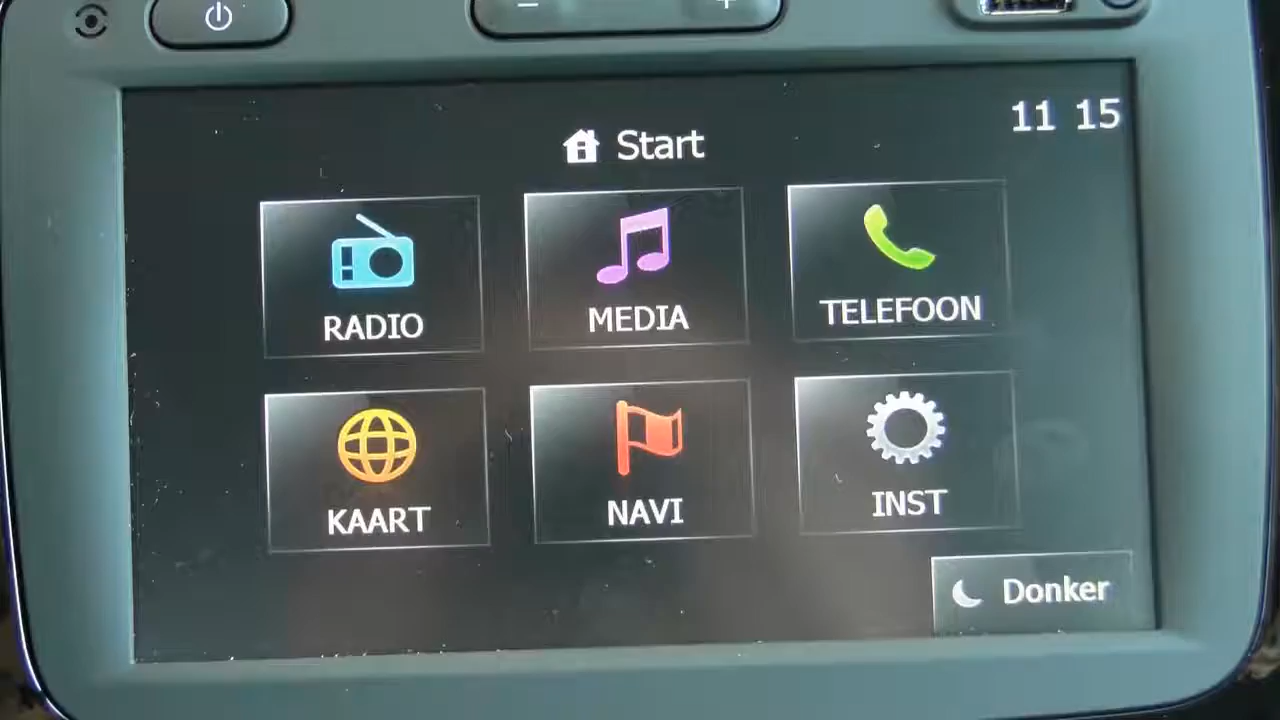 11 15
Start
RADIO
MEDIA
TELEFOON
KAART
NAVI
INST
Donker